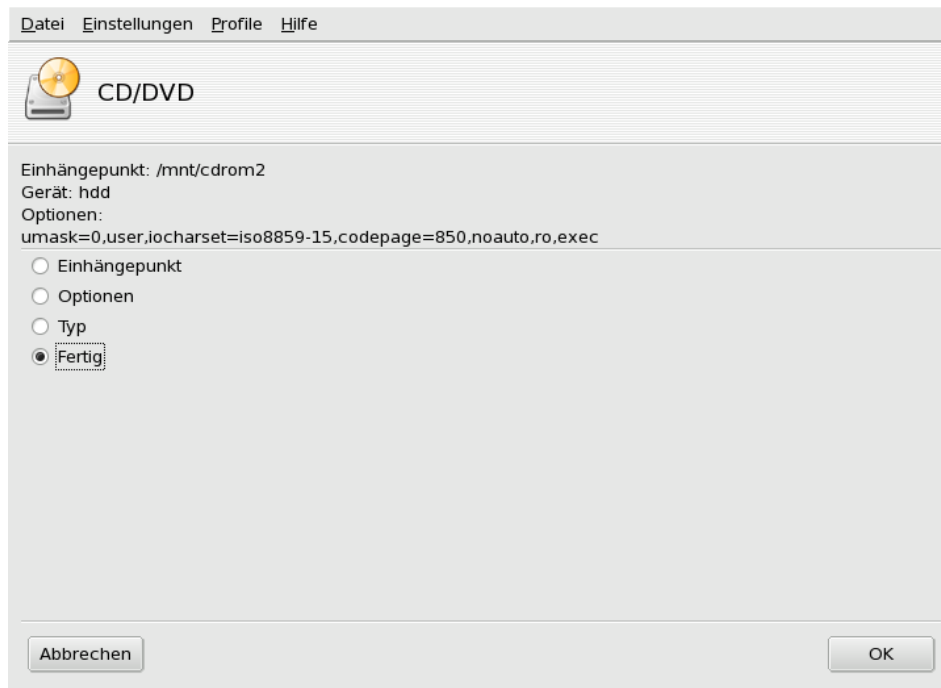 Datei Einstellungen Profile Hilfe
CD/DVD
Einhängepunkt: /mnt/cdrom2
Gerät: hdd
Optionen:
umask=0,user,iocharset=iso8859-15,codepage=850,noauto,ro,exec
Einhängepunkt
Optionen
Typ
Fertig
Abbrechen OK